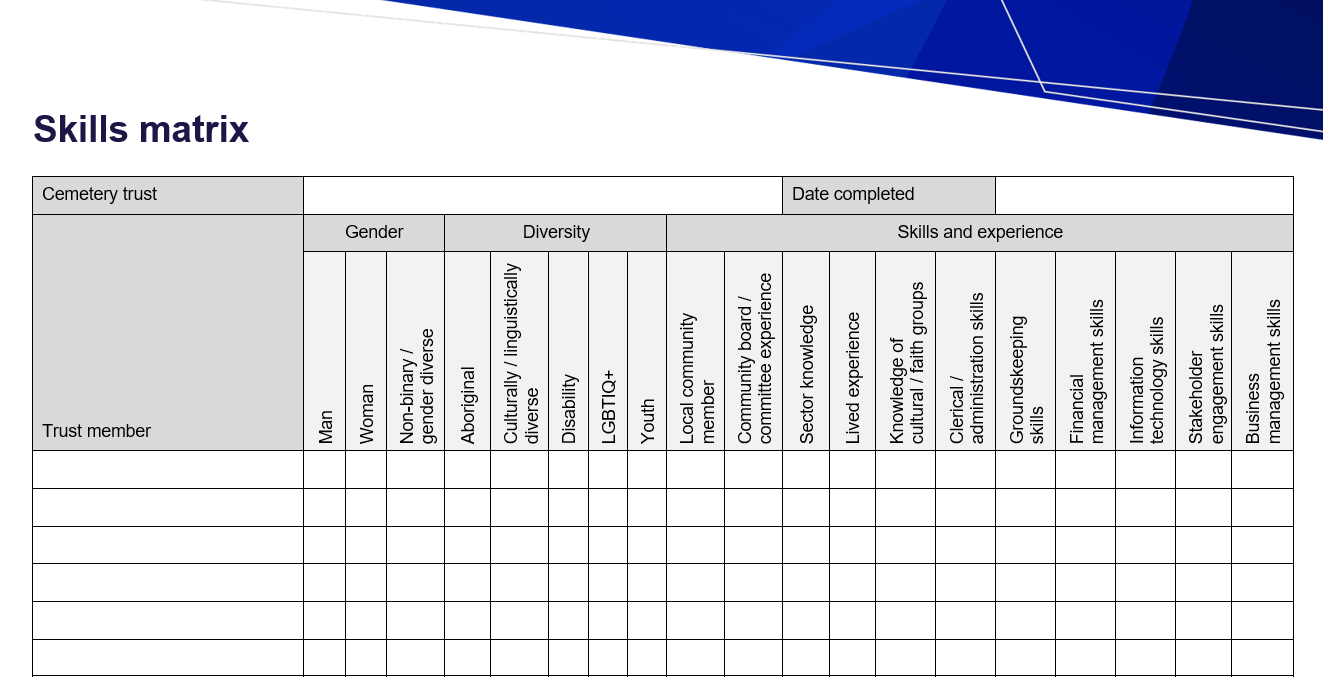 Skills matrix
Cemetery trust
Date completed
Gender
Diversity
Skills and experience
Trust member
Man
Woman
Non-binary /
gender diverse
Aboriginal
Culturally / linguistically
diverse
Disability
LGBTIQ+
Youth
Local community
member
Community board /
committee experience
Sector knowledge
Lived experience
Knowledge of
cultural / faith groups
Clerical /
administration skills
Groundskeeping
skills
Financial
management skills
Information
technology skills
Stakeholder
engagement skills
Business
management skills